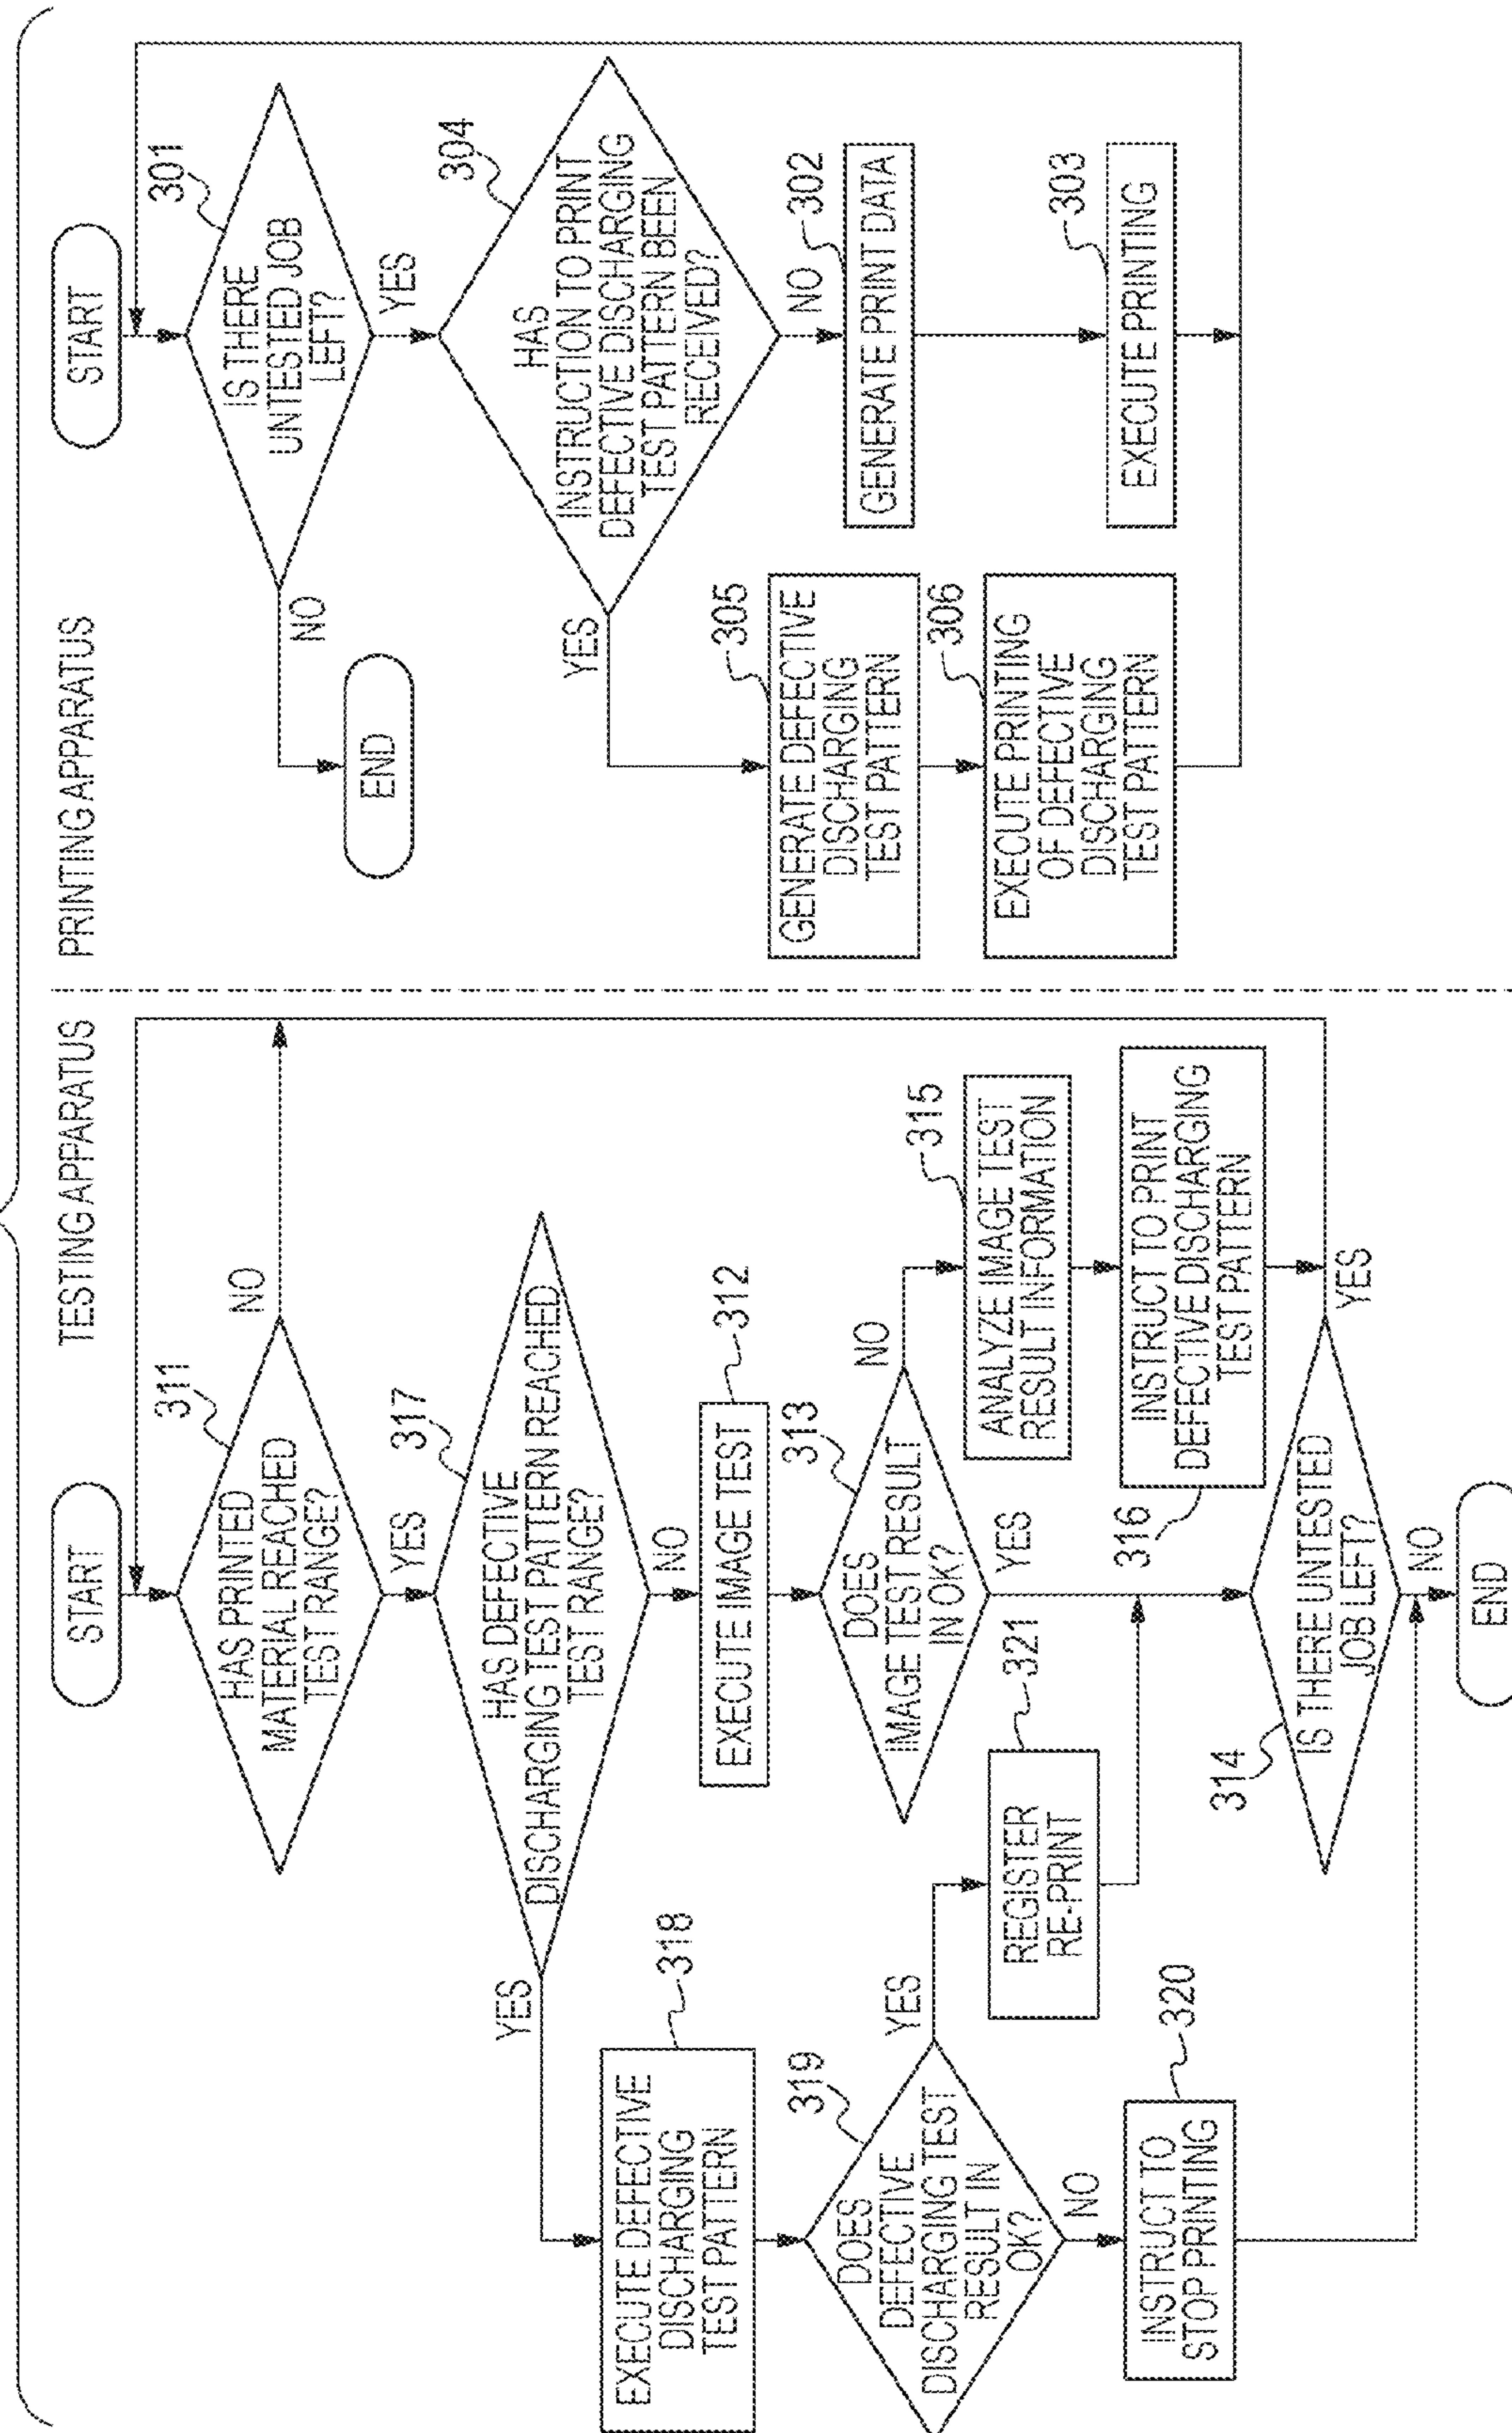 TESTING APPARATUS
START
311
HAS PRINTED
MATERIAL REACHED
TEST RANGE?
NO
YES
317
HAS DEFECTIVE
DISCHARGING TEST PATTERN REACHED
TEST RANGE?
YES
NO
318
EXECUTE DEFECTIVE
DISCHARGING
TEST PATTERN
312
EXECUTE IMAGE TEST
319
DOES
DEFECTIVE
DISCHARGING TEST
RESULT IN
OK?
YES
NO
313
DOES
IMAGE TEST RESULT
IN OK?
NO
YES
315
ANALYZE IMAGE TEST
RESULT INFORMATION
321
REGISTER
RE-PRINT
316
INSTRUCT TO PRINT
DEFECTIVE DISCHARGING
TEST PATTERN
320
INSTRUCT TO
STOP PRINTING
314
IS THERE UNTESTED
JOB LEFT?
YES
NO
END
PRINTING APPARATUS
START
301
IS THERE
UNTESTED JOB
LEFT?
NO
YES
END
304
HAS
INSTRUCTION TO PRINT
DEFECTIVE DISCHARGING
TEST PATTERN BEEN
RECEIVED?
YES
NO
305
GENERATE DEFECTIVE
DISCHARGING
TEST PATTERN
302
GENERATE PRINT DATA
306
EXECUTE PRINTING
OF DEFECTIVE
DISCHARGING
TEST PATTERN
303
EXECUTE PRINTING